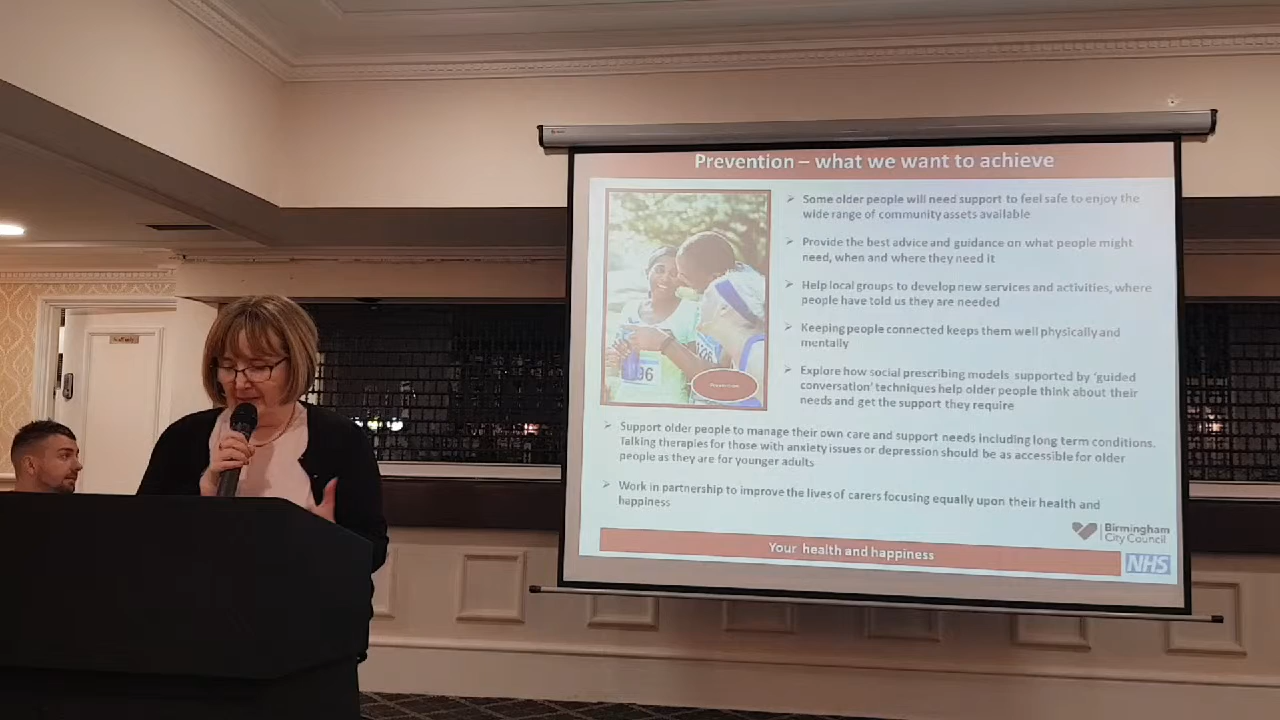 Prevention – what we want to achieve
Some older people will need support to feel safe to enjoy the
wide range of community assets available
Provide the best advice and guidance on what people might
need, when and where they need it
Help local groups to develop new services and activities, where
people have told us they are needed
Keeping people connected keeps them well physically and
mentally
Explore how social prescribing models supported by ‘guided
conversation’ techniques help older people think about their
needs and get the support they require
Support older people to manage their own care and support needs including long term conditions.
Talking therapies for those with anxiety issues or depression should be as accessible for older
people as they are for younger adults
Work in partnership to improve the lives of carers focusing equally upon their health and
happiness
Birmingham
City Council
Your health and happiness
NHS